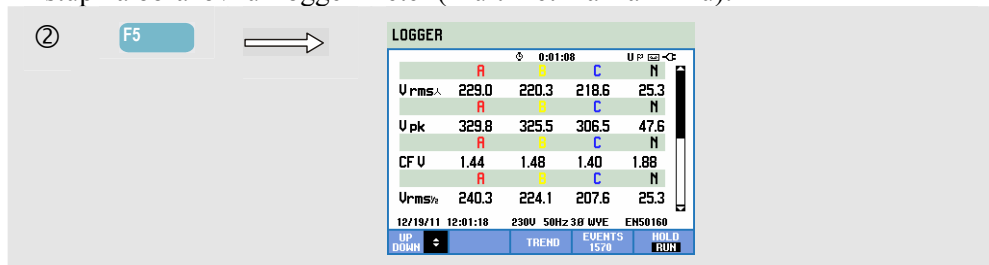 ② F5
LOGGER
0:01:08 U
A B C N
V rms⅄ 229.0 220.3 218.6 25.3
A B C N
V pk 329.8 325.5 306.5 47.6
A B C N
CF V 1.44 1.48 1.40 1.88
A B C N
Vrms½ 240.3 224.1 207.6 25.3
12/19/11 12:01:18 230V 50Hz 3Ø WYE EN50160
UP DOWN TREND EVENTS 1570 HOLD RUN